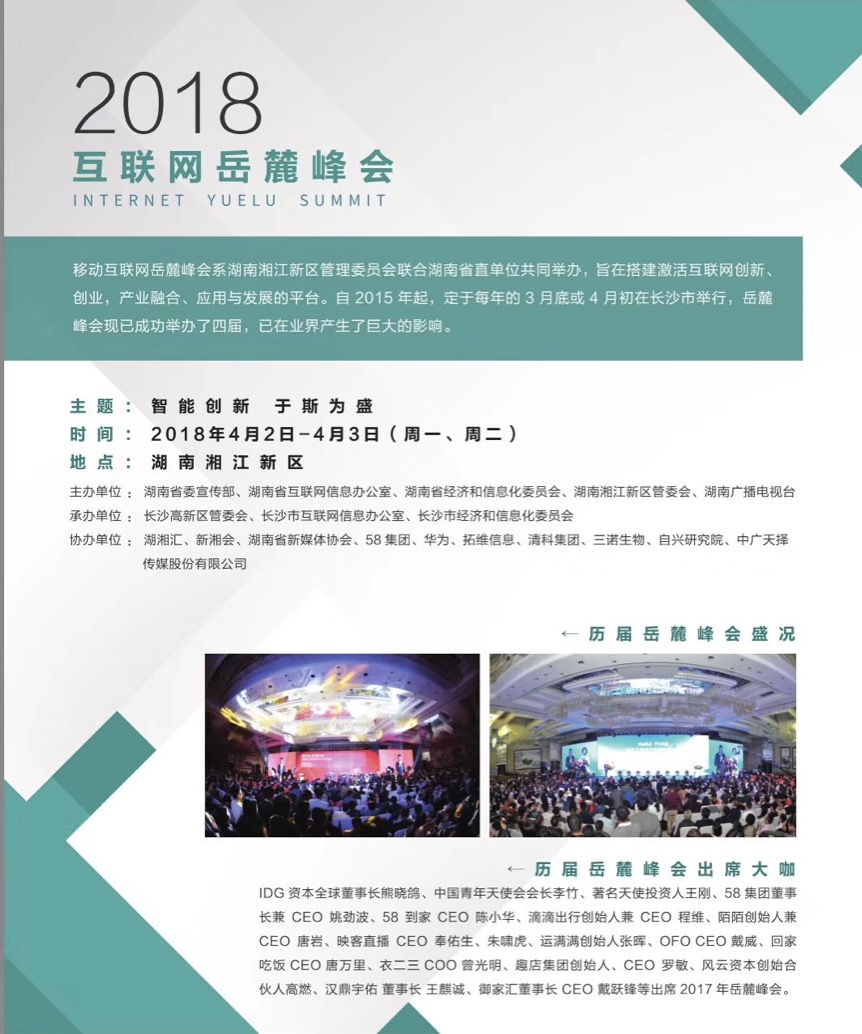 2018
互联网岳麓峰会
INTERNET YUELU SUMMIT
移动互联网岳麓峰会系湖南湘江新区管理委员会联合湖南省直单位共同举办，旨在搭建激活互联网创新、
创业，产业融合、应用与发展的平台。自 2015 年起，定于每年的 3 月底或 4 月初在长沙市举行，岳麓
峰会现已成功举办了四届，已在业界产生了巨大的影响。
主题：智能创新 于斯为盛
时间：2018年4月2日-4月3日（周一、周二）
地点：湖南湘江新区
主办单位：湖南省委宣传部、湖南省互联网信息办公室、湖南省经济和信息化委员会、湖南湘江新区管委会、湖南广播电视台
承办单位：长沙高新区管委会、长沙市互联网信息办公室、长沙市经济和信息化委员会
协办单位：湖湘汇、新湘会、湖南省新媒体协会、58 集团、华为、拓维信息、清科集团、三诺生物、自兴研究院、中广天择
传媒股份有限公司
←历届岳麓峰会盛况
←历届岳麓峰会出席大咖
IDG 资本全球董事长熊晓鸽、中国青年天使会会长李竹、著名天使投资人王刚、58 集团董事
长兼 CEO 姚劲波、58 到家 CEO 陈小华、滴滴出行创始人兼 CEO 程维、陌陌创始人兼
CEO 唐岩、映客直播 CEO 奉佑生、朱啸虎、运满满创始人张晖、OFO CEO 戴威、回家
吃饭 CEO 唐万里、衣二三 COO 曾光明、趣店集团创始人、CEO 罗敏、风云资本创始合
伙人高燃、汉鼎宇佑 董事长 王麒诚、御家汇董事长 CEO 戴跃锋等出席 2017 年岳麓峰会。